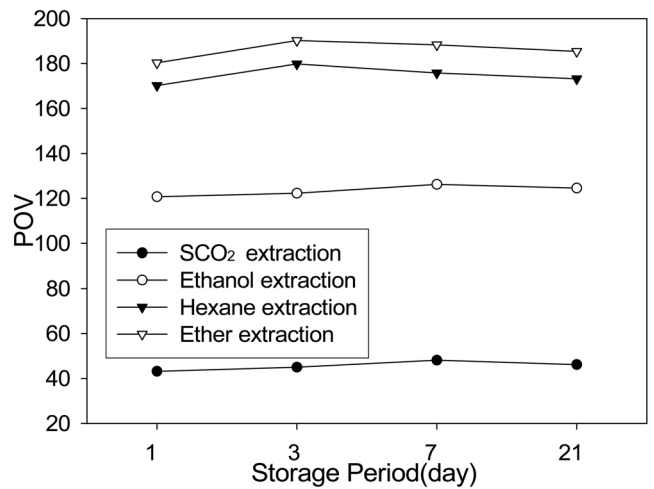 200
180
160
140
120
100
80
60
40
20
POV
SCO₂ extraction
Ethanol extraction
Hexane extraction
Ether extraction
1 3 7 21
Storage Period(day)